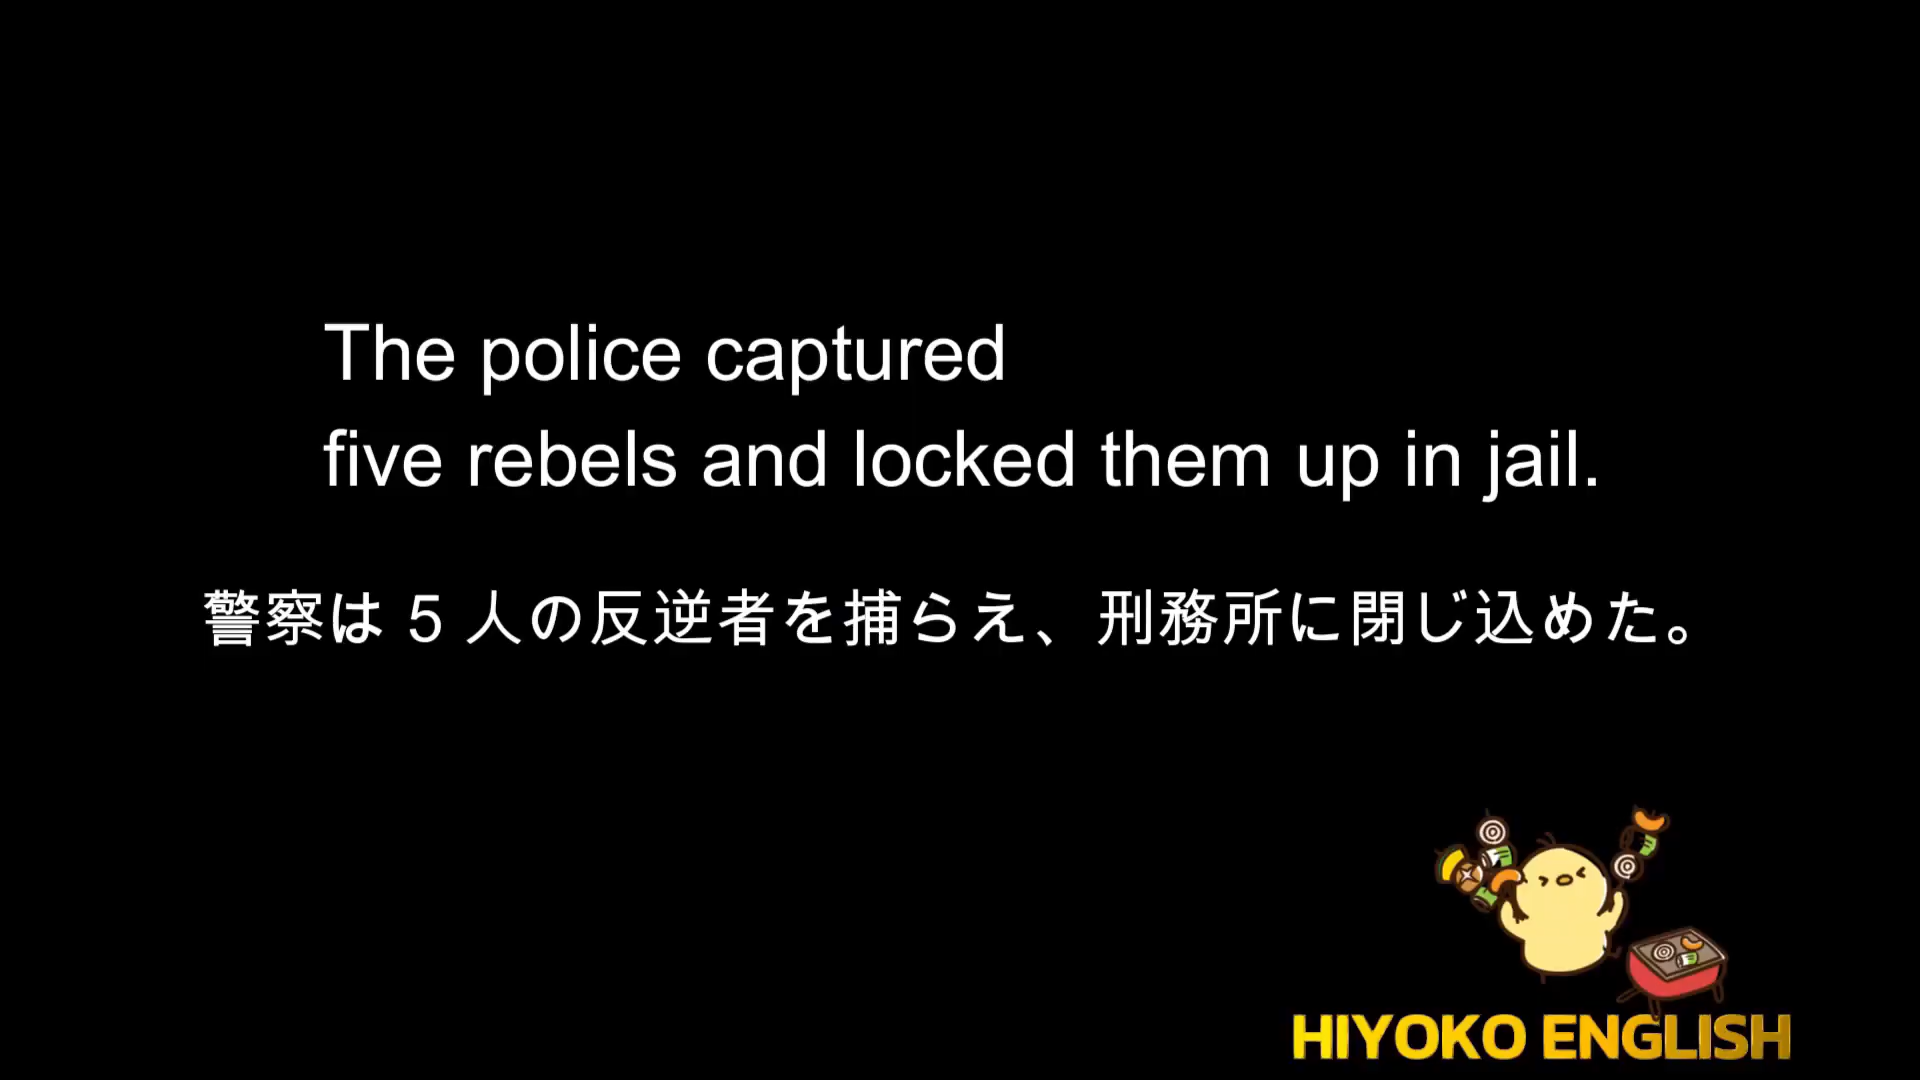 The police captured
five rebels and locked them up in jail.
警察は 5 人の反逆者を捕らえ、刑務所に閉じ込めた。
HIYOKO ENGLISH